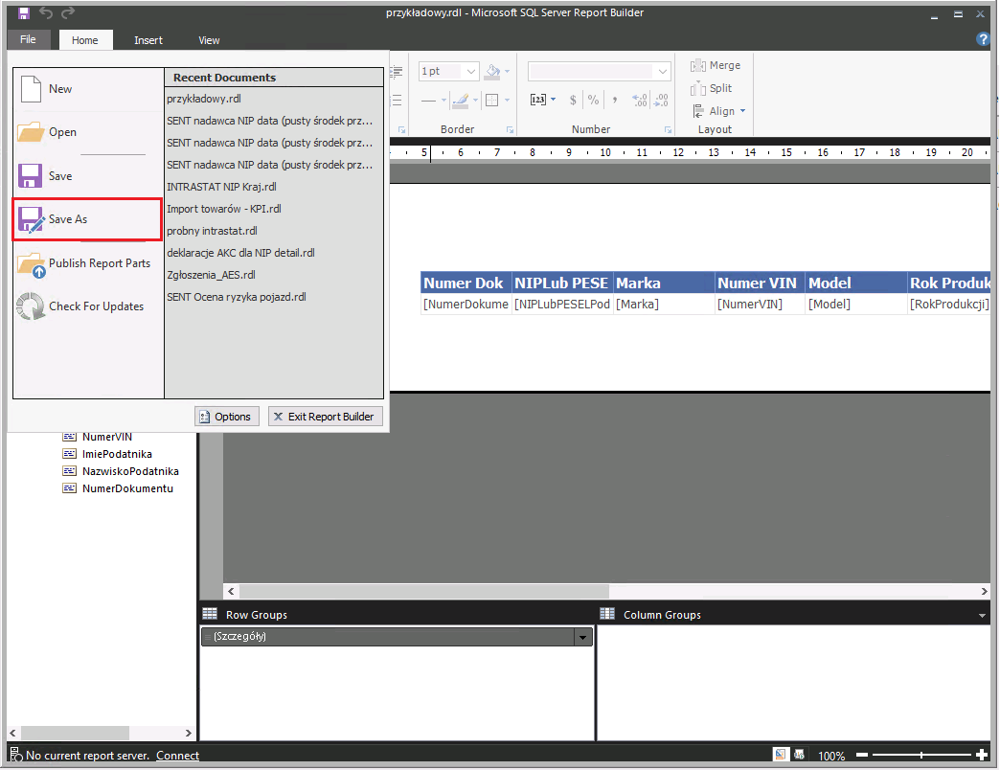 przykładowy.rdl - Microsoft SQL Server Report Builder
File Home Insert View
New
Open
Save
Save As
Publish Report Parts
Check For Updates
Recent Documents
przykładowy.rdl
SENT nadawca NIP data (pusty środek prz...
SENT nadawca NIP data (pusty środek prz...
SENT nadawca NIP data (pusty środek prz...
INTRASTAT NIP Kraj.rdl
Import towarów - KPI.rdl
probny intrastat.rdl
deklaracje AKC dla NIP detail.rdl
Zgłoszenia_AES.rdl
SENT Ocena ryzyka pojazd.rdl
Options Exit Report Builder
1 pt
Border
123 $ % , .00 .00
Number
Merge
Split
Align
Layout
5 6 7 8 9 10 11 12 13 14 15 16 17 18 19 20
Numer Dok NIPLub PESE Marka Numer VIN Model Rok Produk
[NumerDokume [NIPLubPESELPod [Marka] [NumerVIN] [Model] [RokProdukcji]
NumerVIN
ImiePodatnika
NazwiskoPodatnika
NumerDokumentu
Row Groups Column Groups
(Szczegóły)
No current report server. Connect 100%